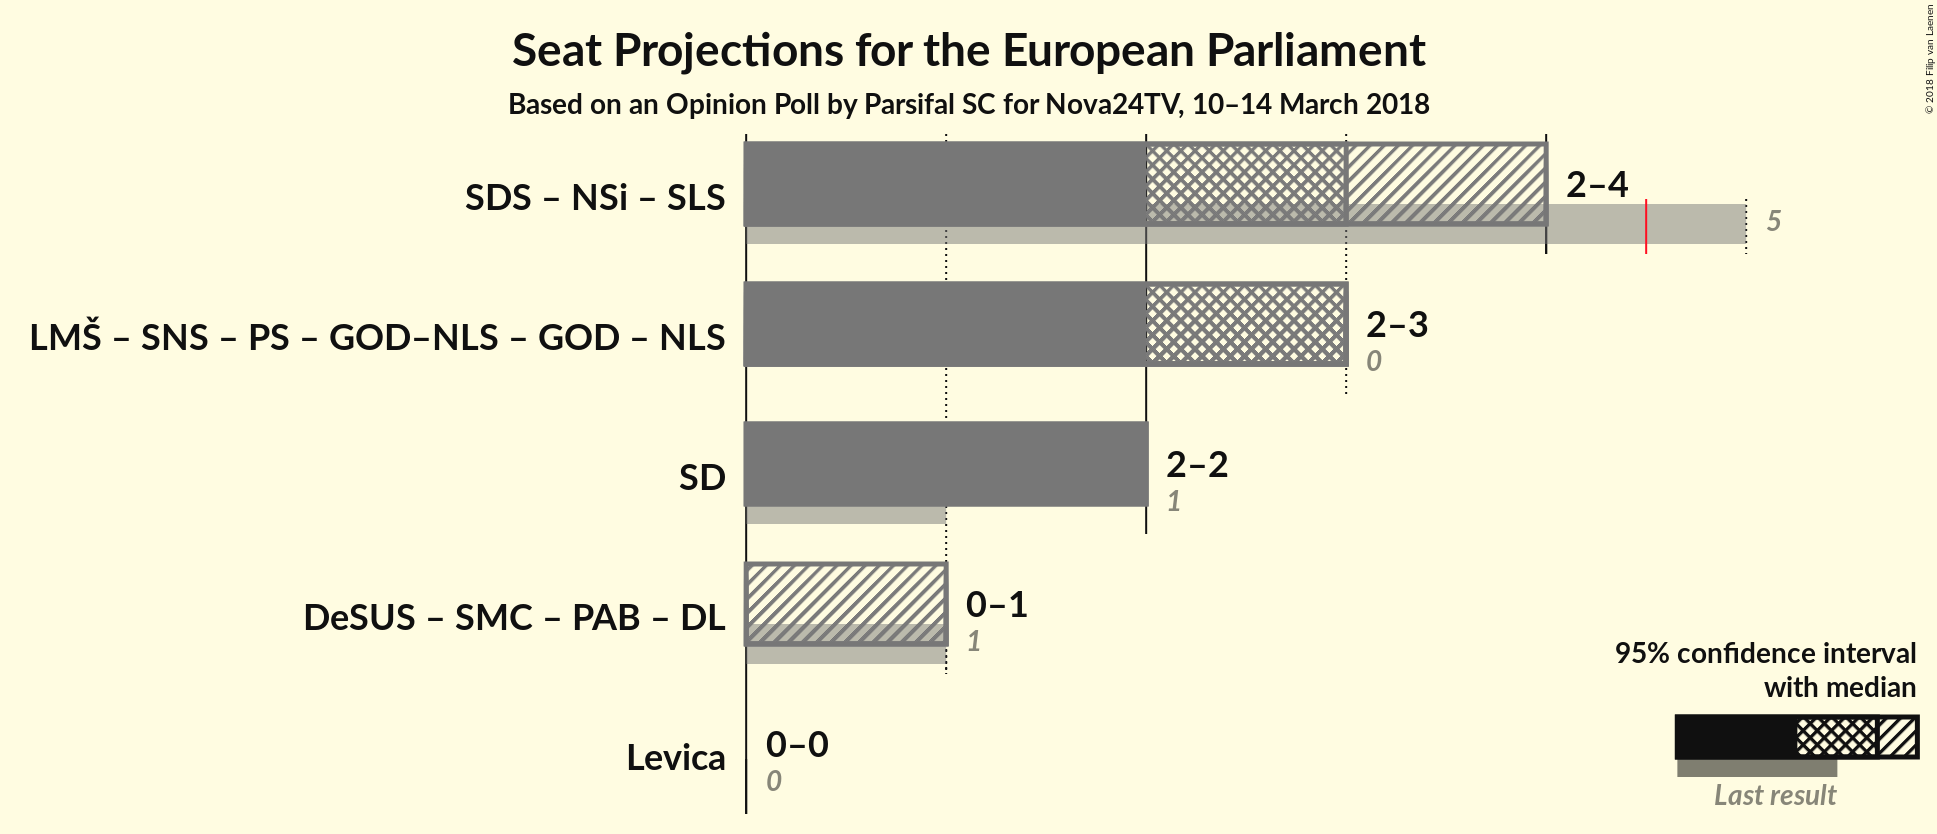 Seat Projections for the European Parliament
Based on an Opinion Poll by Parsifal SC for Nova24TV, 10–14 March 2018
© 2018 Filip van Laenen
SDS – NSi – SLS
2–4
5
LMŠ – SNS – PS – GOD–NLS – GOD – NLS
2–3
0
SD
2–2
1
DeSUS – SMC – PAB – DL
0–1
1
Levica
0–0
0
95% confidence interval
with median
Last result